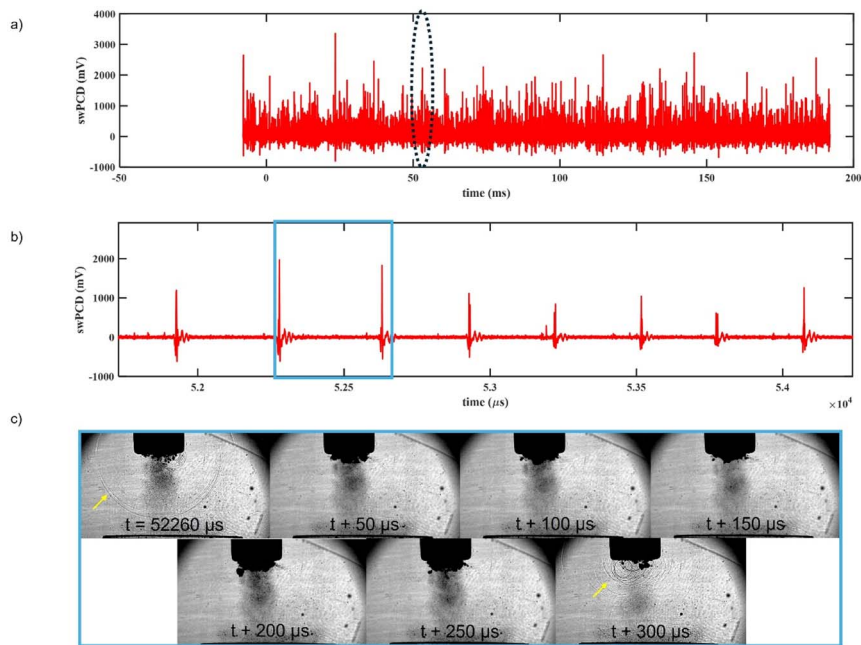 a)
4000
3000
2000
1000
0
-1000
swPCD (mV)
-50
0
50
100
150
200
time (ms)
b)
2000
1000
0
-1000
swPCD (mV)
5.2
5.25
5.3
5.35
5.4
time (μs)
×10⁴
c)
t = 52260 μs
t + 50 μs
t + 100 μs
t + 150 μs
t + 200 μs
t + 250 μs
t + 300 μs